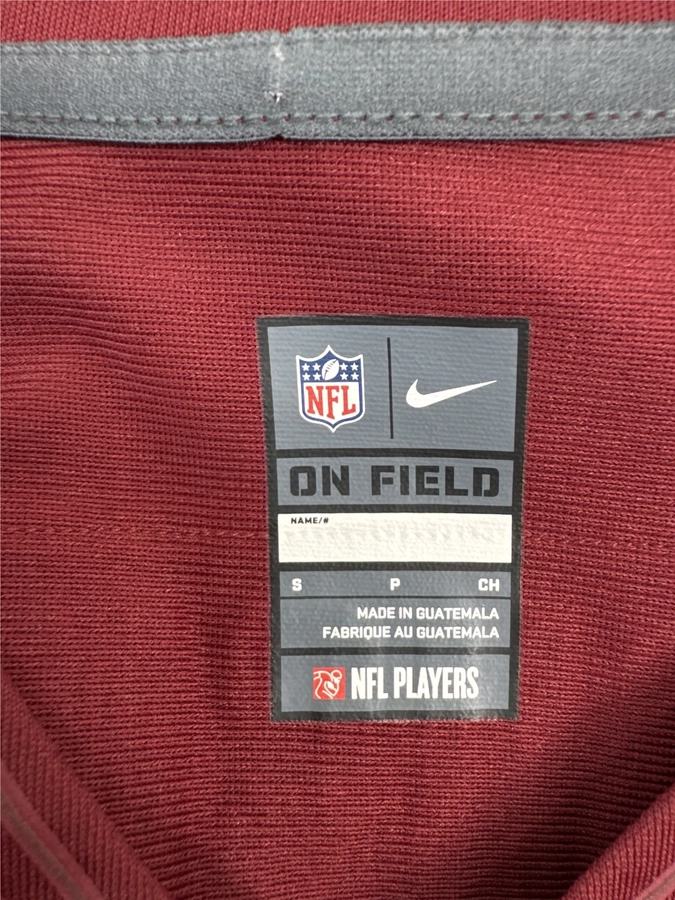 NFL
ON FIELD
NAME/#
S P CH
MADE IN GUATEMALA
FABRIQUE AU GUATEMALA
NFL PLAYERS